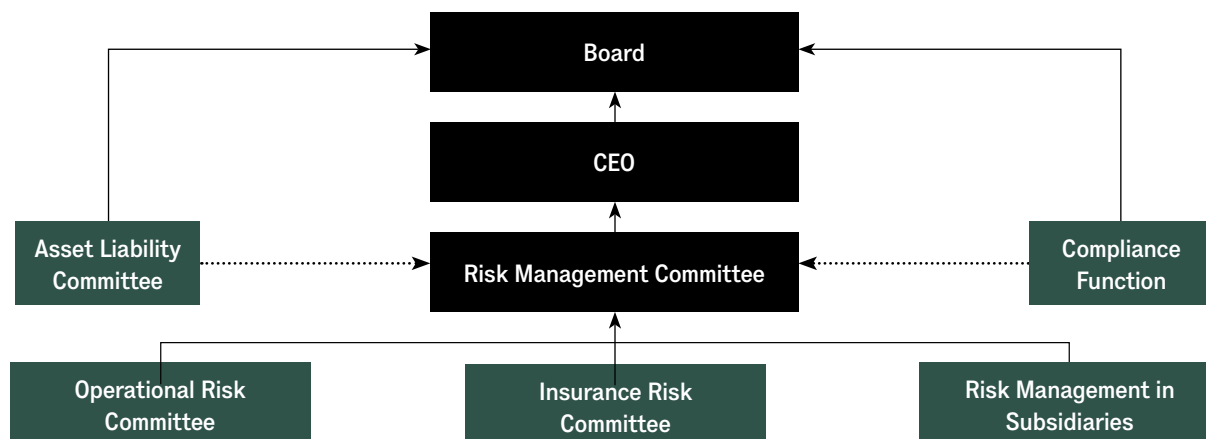 Board
CEO
Asset Liability
Committee
Risk Management Committee
Compliance
Function
Operational Risk
Committee
Insurance Risk
Committee
Risk Management in
Subsidiaries